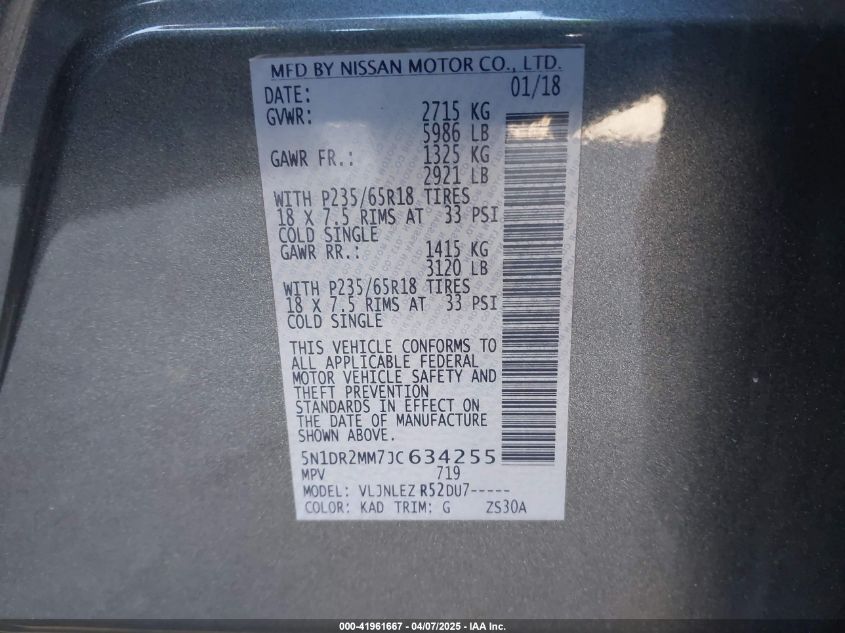 MFD BY NISSAN MOTOR CO., LTD.
DATE: 01/18
GVWR: 2715 KG
5986 LB
GAWR FR.: 1325 KG
2921 LB
WITH P235/65R18 TIRES
18 X 7.5 RIMS AT 33 PSI
COLD SINGLE
GAWR RR.: 1415 KG
3120 LB
WITH P235/65R18 TIRES
18 X 7.5 RIMS AT 33 PSI
COLD SINGLE
THIS VEHICLE CONFORMS TO
ALL APPLICABLE FEDERAL
MOTOR VEHICLE SAFETY AND
THEFT PREVENTION
STANDARDS IN EFFECT ON
THE DATE OF MANUFACTURE
SHOWN ABOVE.
5N1DR2MM7JC634255
MPV 719
MODEL: VLJNLEZ R52DU7-----
COLOR: KAD TRIM: G ZS30A
000-41961667 - 04/07/2025 - IAA Inc.